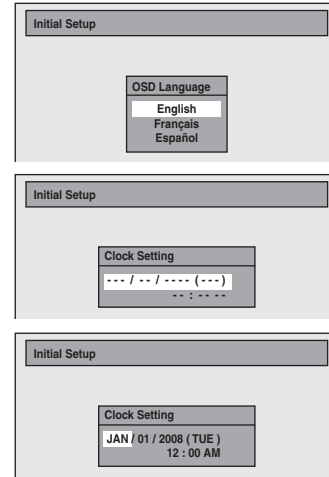 Initial Setup
OSD Language
English
Français
Español
Initial Setup
Clock Setting
- - - / - - / - - - - ( - - - )
- - : - - - -
Initial Setup
Clock Setting
JAN / 01 / 2008 ( TUE )
12 : 00 AM